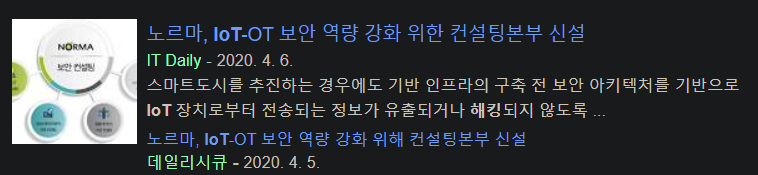 NORMA
보안 컨설팅
노르마, IoT-OT 보안 역량 강화 위한 컨설팅본부 신설
IT Daily - 2020. 4. 6.
스마트도시를 추진하는 경우에도 기반 인프라의 구축 전 보안 아키텍처를 기반으로
IoT 장치로부터 전송되는 정보가 유출되거나 해킹되지 않도록 ...
노르마, IoT-OT 보안 역량 강화 위해 컨설팅본부 신설
데일리시큐 - 2020. 4. 5.